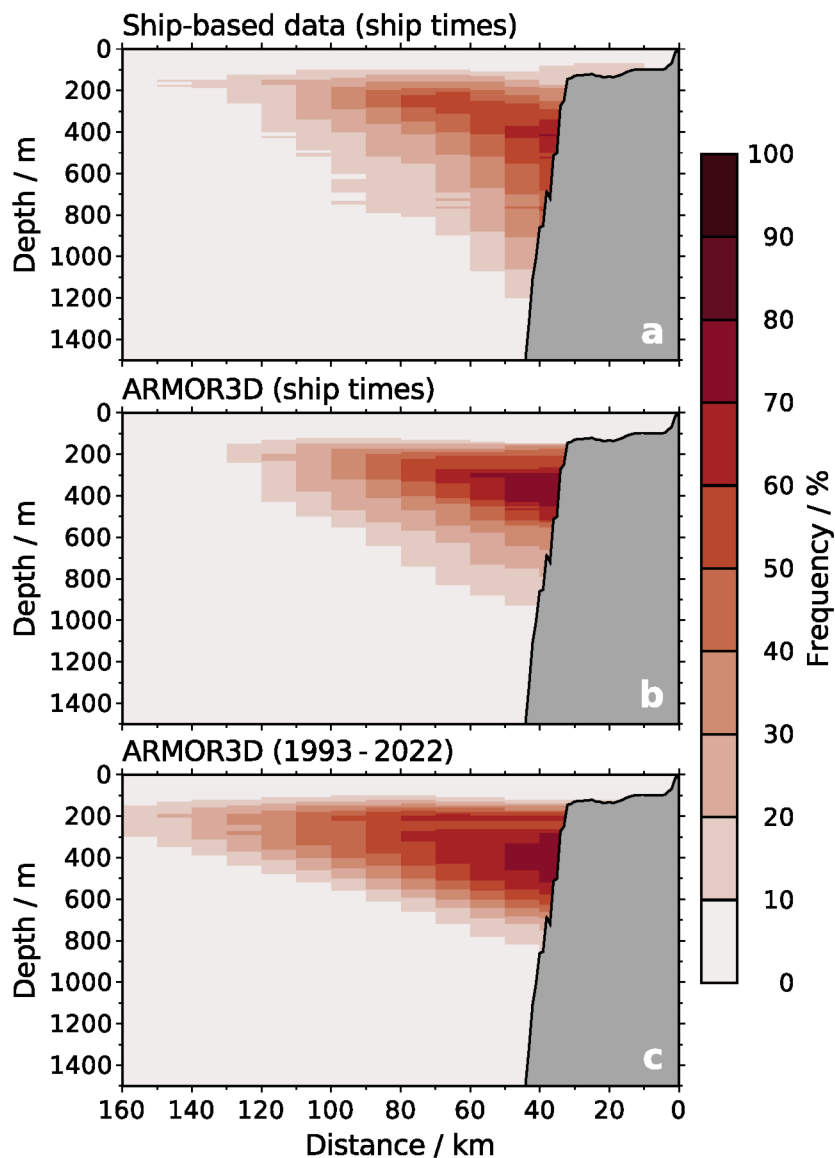 Ship-based data (ship times)
0
200
400
600
800
1000
1200
1400
Depth / m
a
ARMOR3D (ship times)
0
200
400
600
800
1000
1200
1400
Depth / m
b
ARMOR3D (1993 - 2022)
0
200
400
600
800
1000
1200
1400
Depth / m
c
160 140 120 100 80 60 40 20 0
Distance / km
100
90
80
70
60
50
40
30
20
10
0
Frequency / %